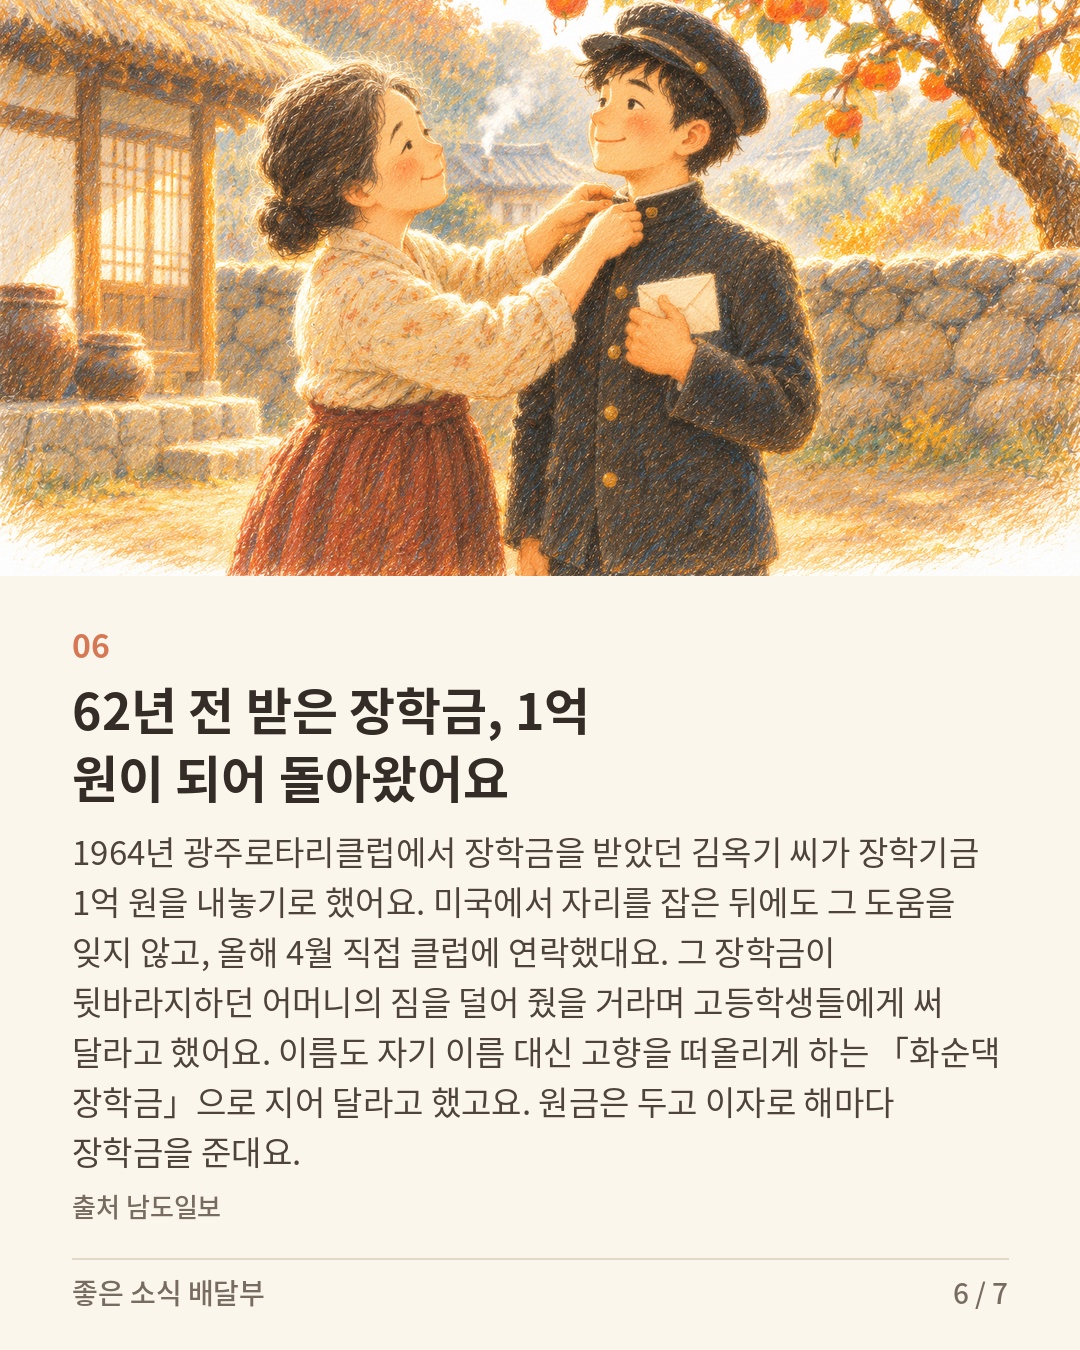 06
62년 전 받은 장학금, 1억
원이 되어 돌아왔어요
1964년 광주로타리클럽에서 장학금을 받았던 김옥기 씨가 장학기금
1억 원을 내놓기로 했어요. 미국에서 자리를 잡은 뒤에도 그 도움을
잊지 않고, 올해 4월 직접 클럽에 연락했대요. 그 장학금이
뒷바라지하던 어머니의 짐을 덜어 줬을 거라며 고등학생들에게 써
달라고 했어요. 이름도 자기 이름 대신 고향을 떠올리게 하는 「화순댁
장학금」으로 지어 달라고 했고요. 원금은 두고 이자로 해마다
장학금을 준대요.
출처 남도일보
좋은 소식 배달부
6 / 7